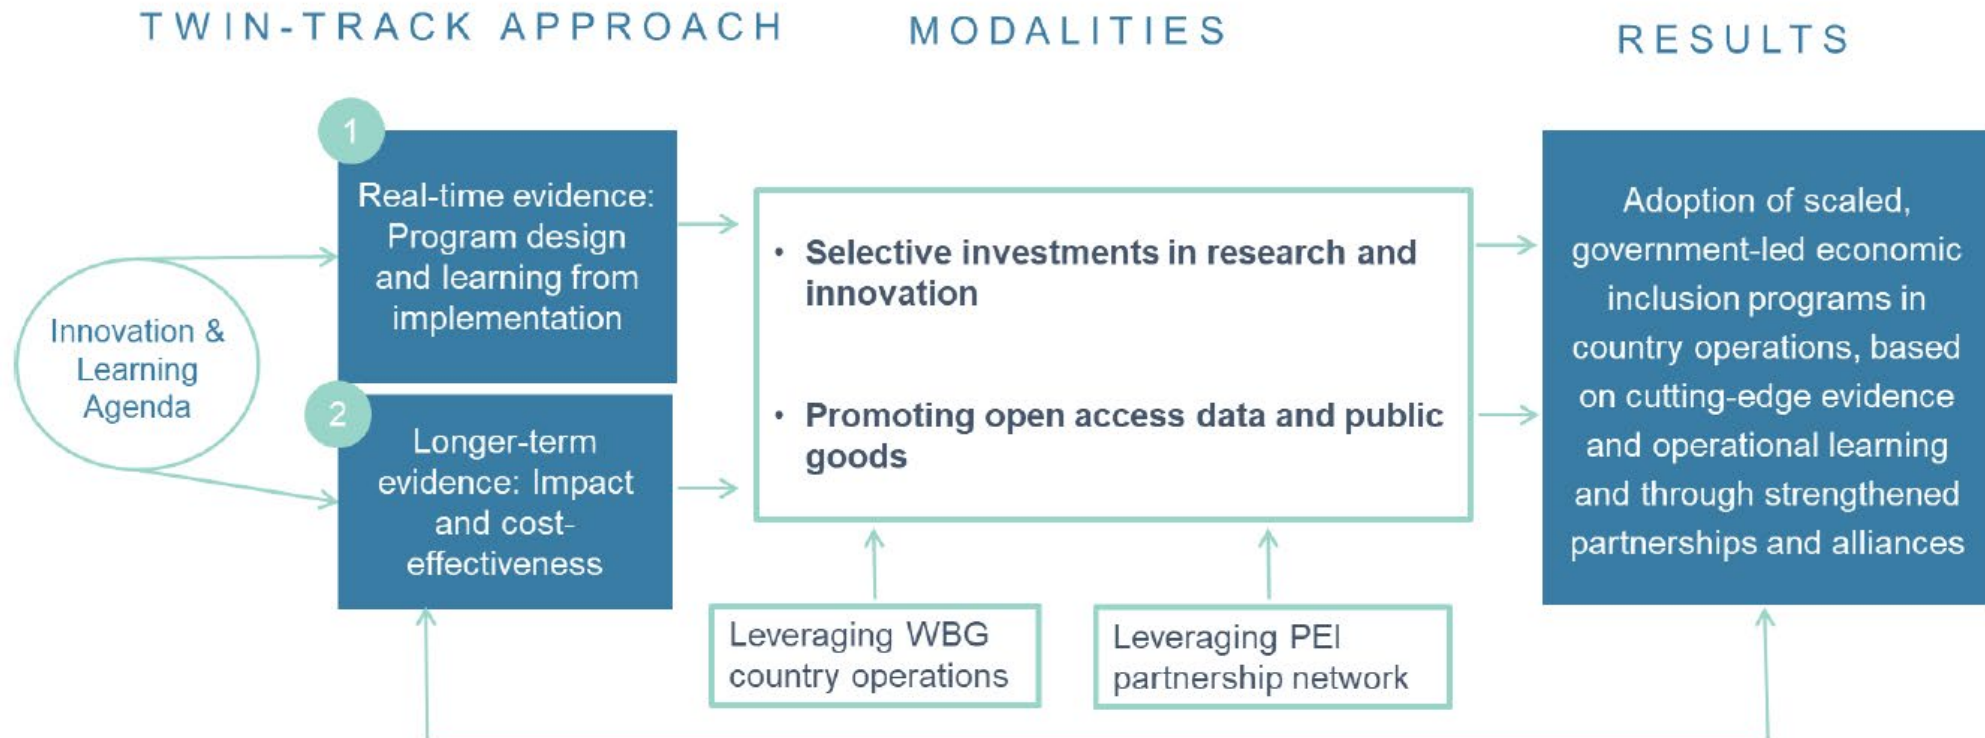 TWIN-TRACK APPROACH
MODALITIES
RESULTS
Innovation &
Learning
Agenda
1
Real-time evidence:
Program design
and learning from
implementation
2
Longer-term
evidence: Impact
and cost-
effectiveness
• Selective investments in research and
innovation
• Promoting open access data and public
goods
Leveraging WBG
country operations
Leveraging PEI
partnership network
Adoption of scaled,
government-led economic
inclusion programs in
country operations, based
on cutting-edge evidence
and operational learning
and through strengthened
partnerships and alliances